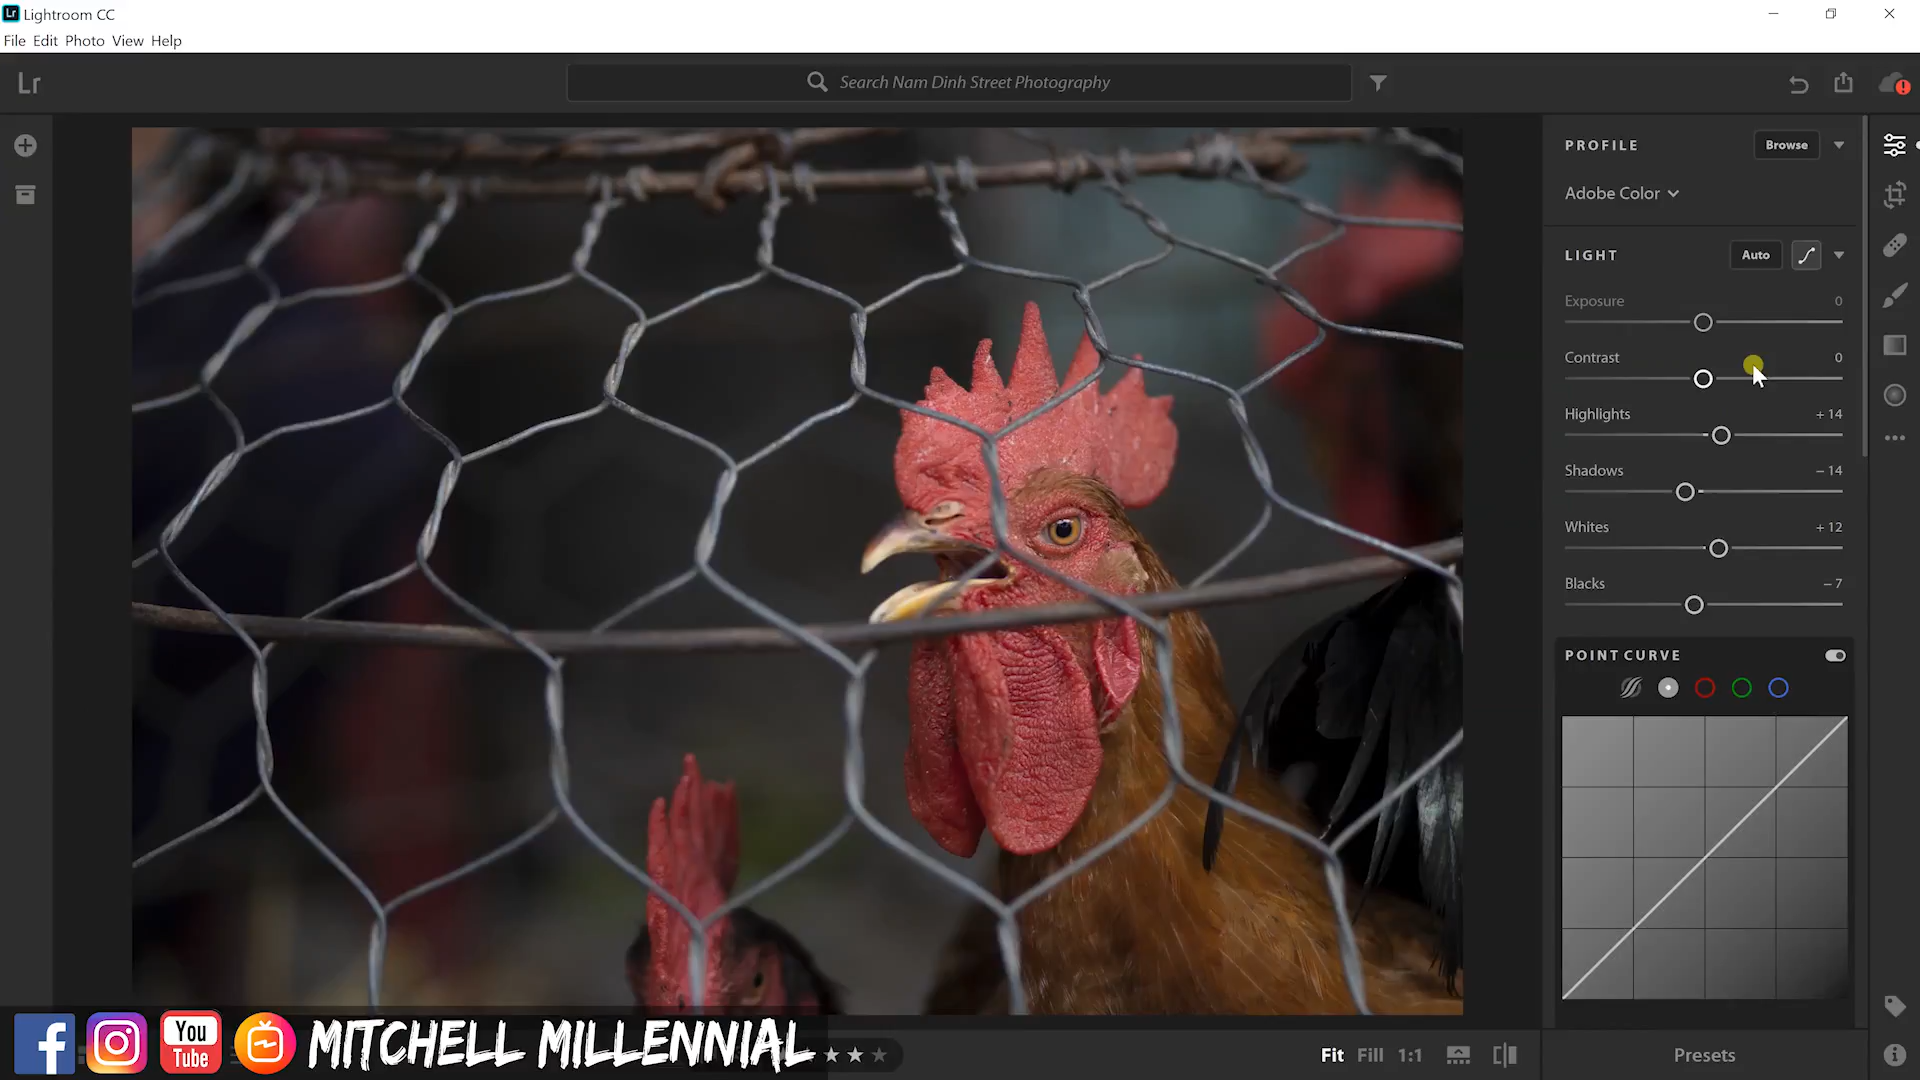 Lr Lightroom CC
File Edit Photo View Help
Lr
Search Nam Dinh Street Photography
PROFILE
Browse
Adobe Color
LIGHT
Auto
Exposure 0
Contrast 0
Highlights + 14
Shadows – 14
Whites + 12
Blacks – 7
POINT CURVE
You
Tube
MITCHELL MILLENNIAL
Fit Fill 1:1
Presets